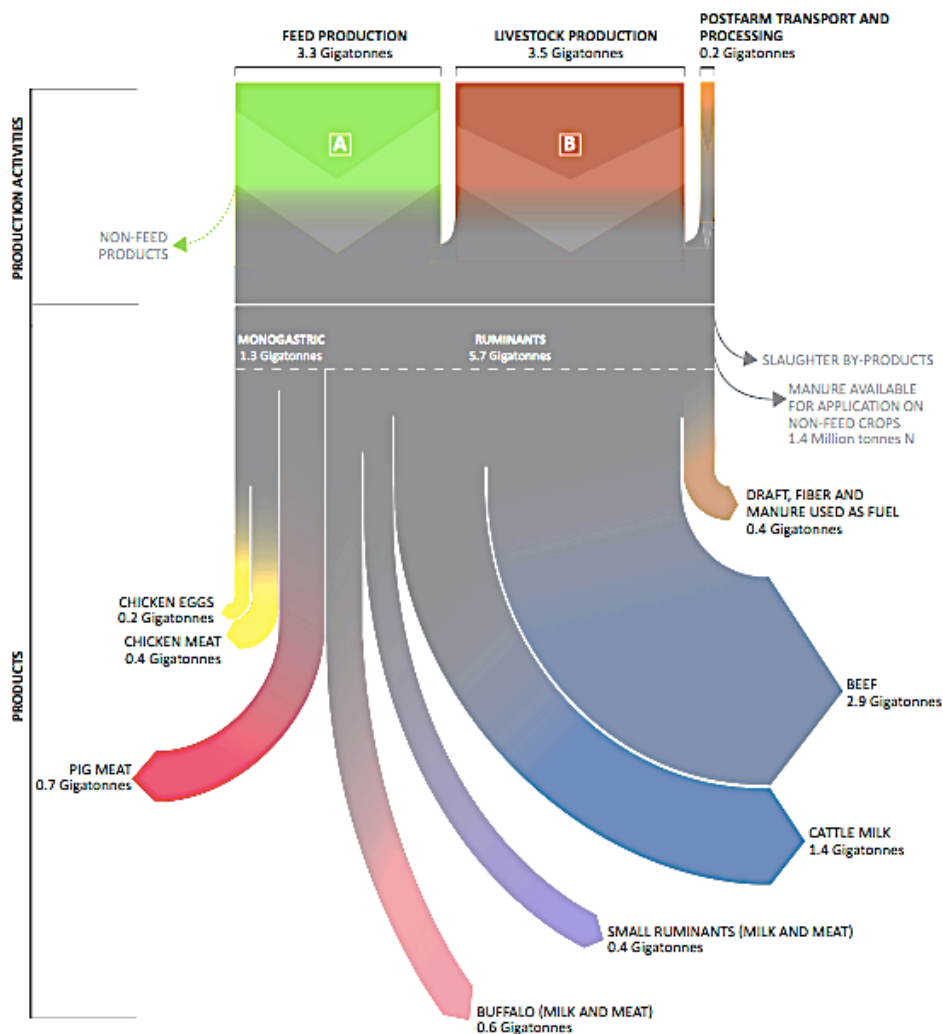 FEED PRODUCTION
3.3 Gigatonnes
LIVESTOCK PRODUCTION
3.5 Gigatonnes
POSTFARM TRANSPORT AND
PROCESSING
0.2 Gigatonnes
PRODUCTION ACTIVITIES
A
B
NON-FEED
PRODUCTS
MONOGASTRIC
1.3 Gigatonnes
RUMINANTS
5.7 Gigatonnes
SLAUGHTER BY-PRODUCTS
MANURE AVAILABLE
FOR APPLICATION ON
NON-FEED CROPS
1.4 Million tonnes N
DRAFT, FIBER AND
MANURE USED AS FUEL
0.4 Gigatonnes
PRODUCTS
CHICKEN EGGS
0.2 Gigatonnes
CHICKEN MEAT
0.4 Gigatonnes
BEEF
2.9 Gigatonnes
PIG MEAT
0.7 Gigatonnes
CATTLE MILK
1.4 Gigatonnes
SMALL RUMINANTS (MILK AND MEAT)
0.4 Gigatonnes
BUFFALO (MILK AND MEAT)
0.6 Gigatonnes